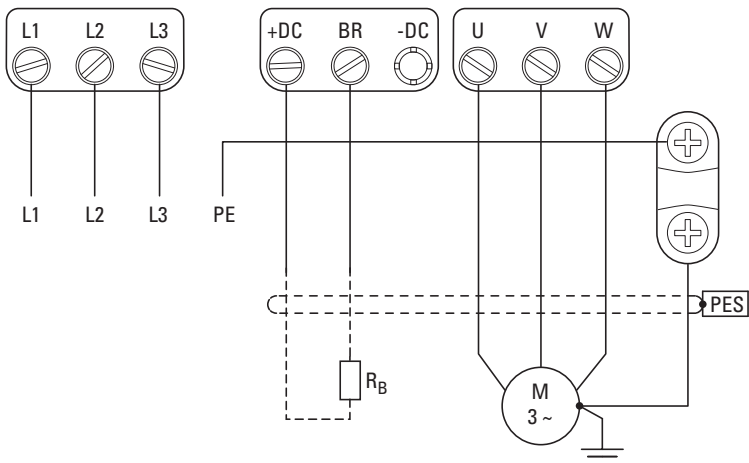 L1 L2 L3 +DC BR -DC U V W
L1 L2 L3 PE
PES
R_B
M
3 ~